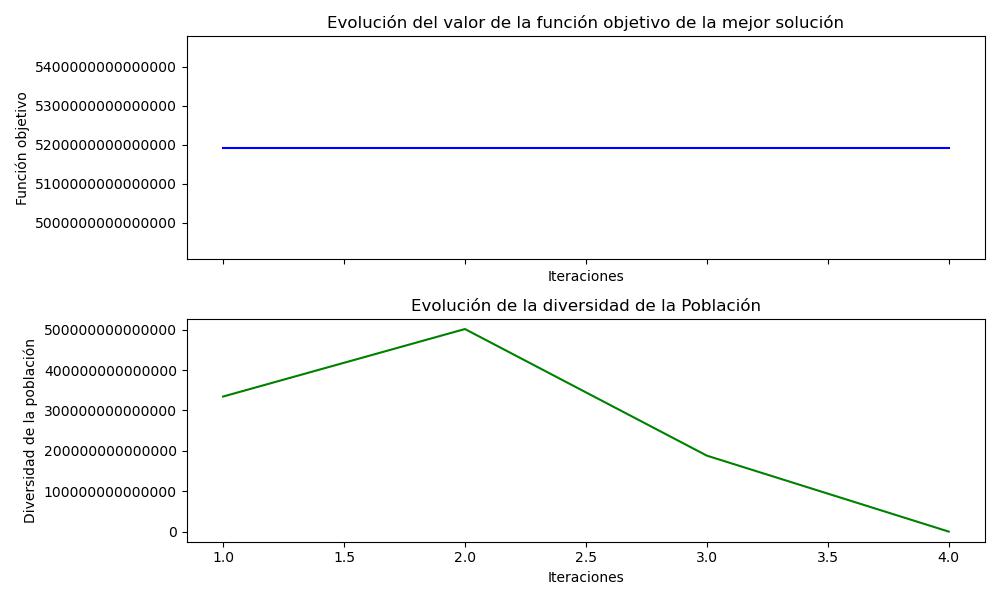 Evolución del valor de la función objetivo de la mejor solución
Función objetivo
5400000000000000
5300000000000000
5200000000000000
5100000000000000
5000000000000000
Iteraciones
Evolución de la diversidad de la Población
Diversidad de la población
500000000000000
400000000000000
300000000000000
200000000000000
100000000000000
0
1.0 1.5 2.0 2.5 3.0 3.5 4.0
Iteraciones